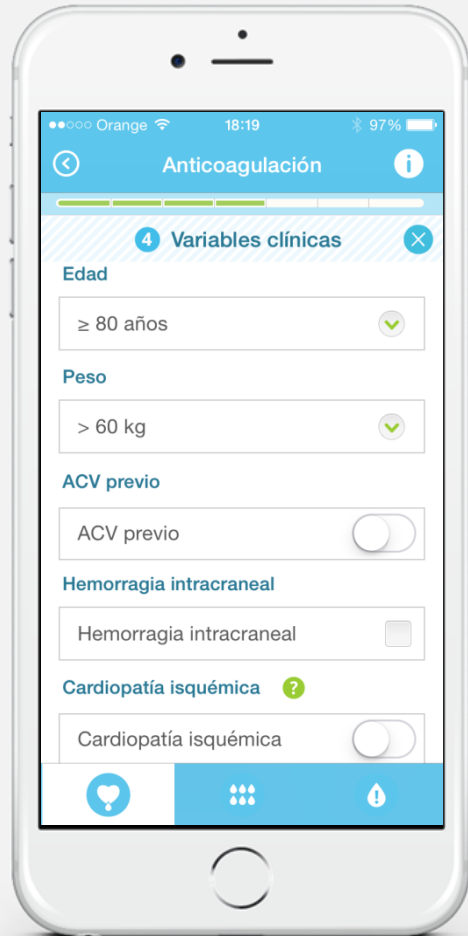 Orange 18:19 97%
Anticoagulación i
4 Variables clínicas
Edad
≥ 80 años
Peso
> 60 kg
ACV previo
ACV previo
Hemorragia intracraneal
Hemorragia intracraneal
Cardiopatía isquémica ?
Cardiopatía isquémica
!